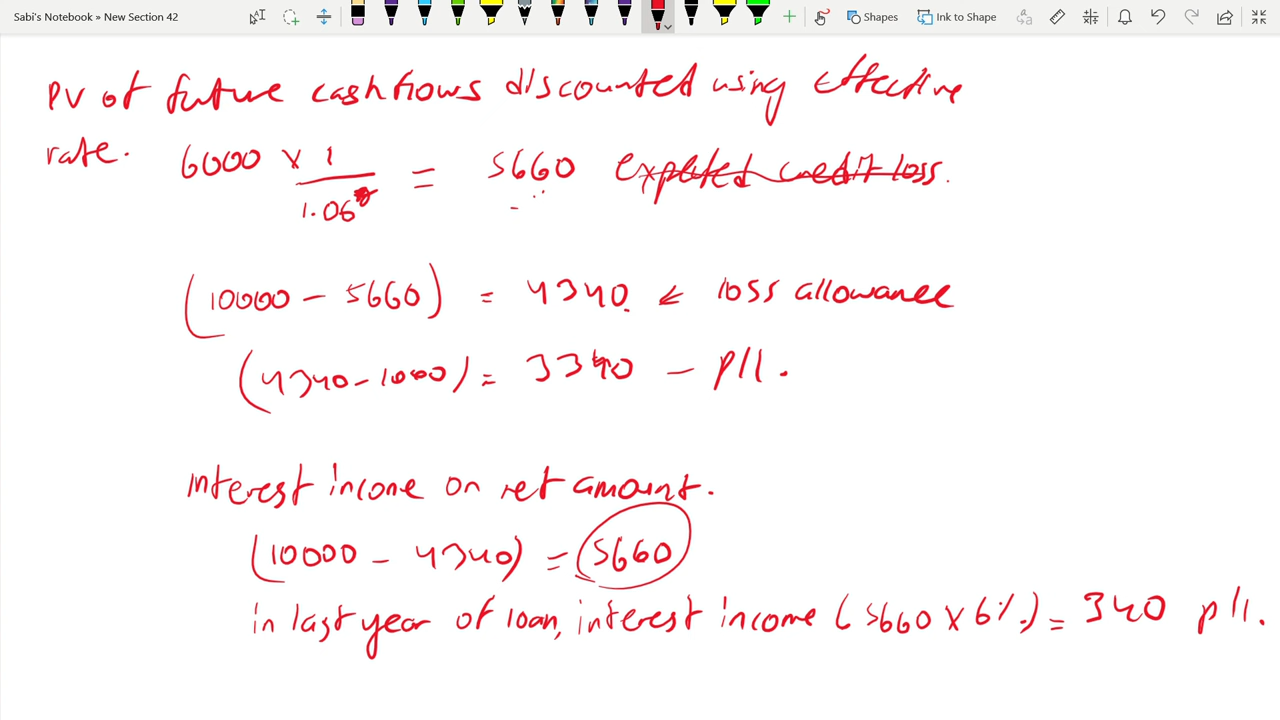 Sabi's Notebook » New Section 42
Shapes
Ink to Shape
PV of future cashflows discounted using effective
rate. 6000 x 1/1.06 = 5660 expected credit loss.
(10000 - 5660) = 4340 ← loss allowance
(4340 - 1000) = 3340 - p/l.
interest income on net amount.
(10000 - 4340) = 5660
in last year of loan, interest income (5660 x 6%) = 340 p/l.